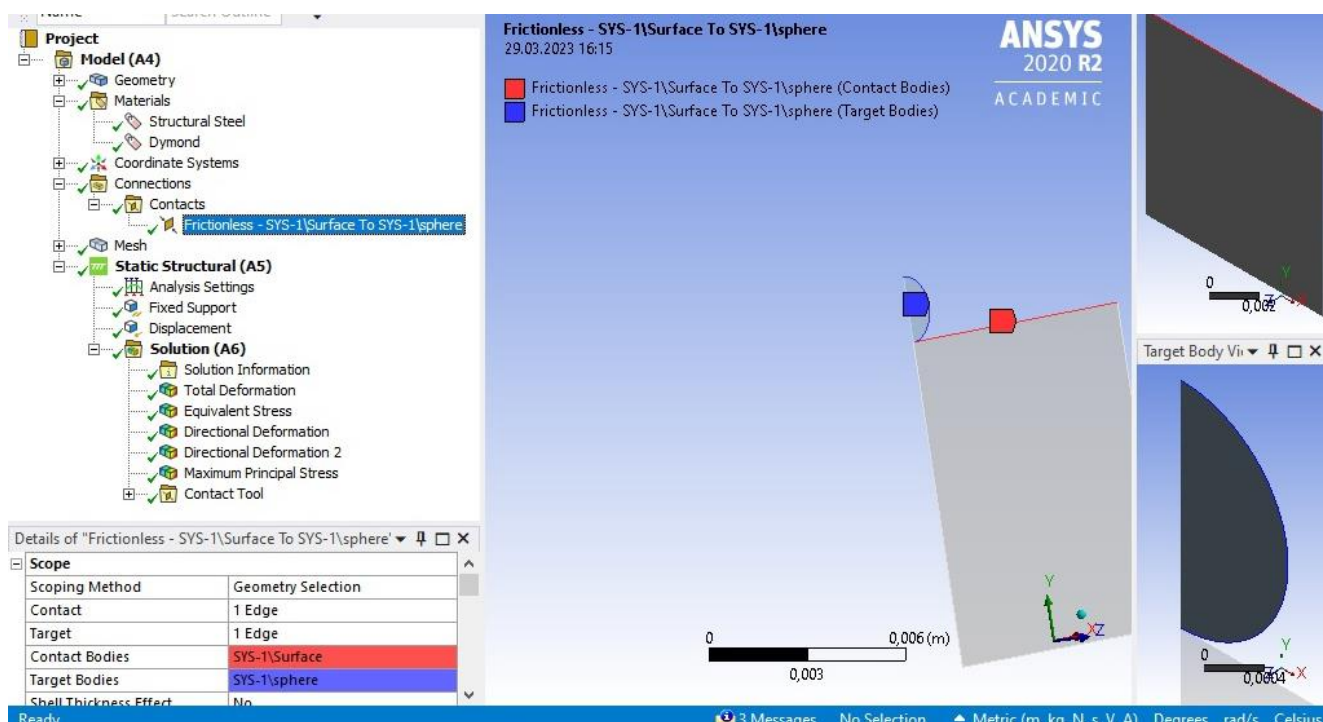 Project
Model (A4)
Geometry
Materials
Structural Steel
Dymond
Coordinate Systems
Connections
Contacts
Frictionless - SYS-1\Surface To SYS-1\sphere
Mesh
Static Structural (A5)
Analysis Settings
Fixed Support
Displacement
Solution (A6)
Solution Information
Total Deformation
Equivalent Stress
Directional Deformation
Directional Deformation 2
Maximum Principal Stress
Contact Tool
Details of "Frictionless - SYS-1\Surface To SYS-1\sphere'
Scope
Scoping Method Geometry Selection
Contact 1 Edge
Target 1 Edge
Contact Bodies SYS-1\Surface
Target Bodies SYS-1\sphere
Shell Thickness Effect No
Frictionless - SYS-1\Surface To SYS-1\sphere
29.03.2023 16:15
Frictionless - SYS-1\Surface To SYS-1\sphere (Contact Bodies)
Frictionless - SYS-1\Surface To SYS-1\sphere (Target Bodies)
ANSYS
2020 R2
ACADEMIC
0 0,006 (m)
0,003
Y
X Z
Y
0
0,002
X
Target Body Vi
Y
0
0,0004 X
Ready 3 Messages No Selection Metric (m, kg, N, s, V, A) Degrees rad/s Celsius